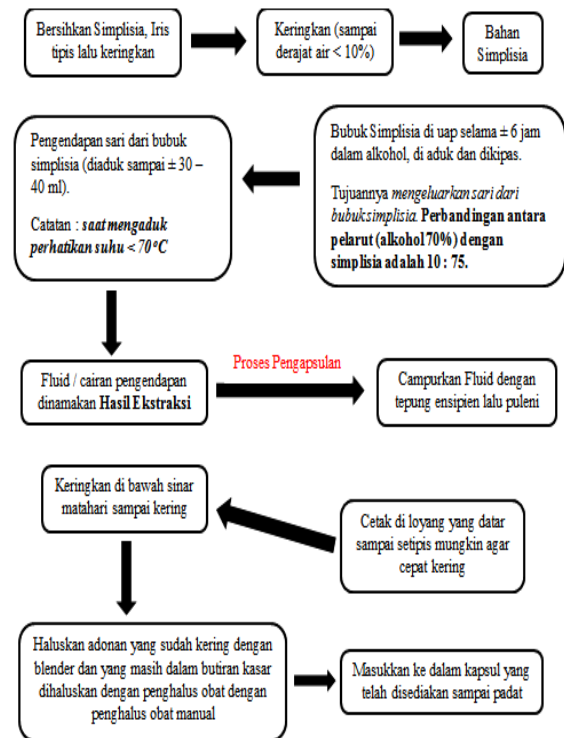 Bersihkan Simplisia, Iris
tipis lalu keringkan
Keringkan (sampai
derajat air < 10%)
Bahan
Simplisia
Bubuk Simplisia di uap selama ± 6 jam
dalam alkohol, di aduk dan dikipas.
Tujuannya mengeluarkan sari dari
bubuk simplisia. Perbandingan antara
pelarut (alkohol 70%) dengan
simplisia adalah 10 : 75.
Pengendapan sari dari bubuk
simplisia (diaduk sampai ± 30 –
40 ml).
Catatan : saat mengaduk
perhatikan suhu < 70°C
Fluid / cairan pengendapan
dinamakan Hasil Ekstraksi
Proses Pengapsulan
Campurkan Fluid dengan
tepung ensipien lalu puleni
Cetak di loyang yang datar
sampai setipis mungkin agar
cepat kering
Keringkan di bawah sinar
matahari sampai kering
Haluskan adonan yang sudah kering dengan
blender dan yang masih dalam butiran kasar
dihaluskan dengan penghalus obat dengan
penghalus obat manual
Masukkan ke dalam kapsul yang
telah disediakan sampai padat